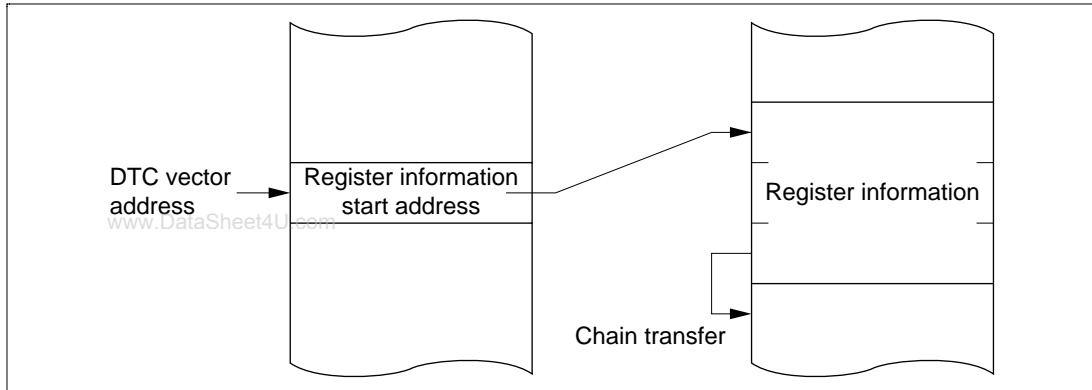 DTC vector
address
Register information
start address
www.DataSheet4U.com
Register information
Chain transfer